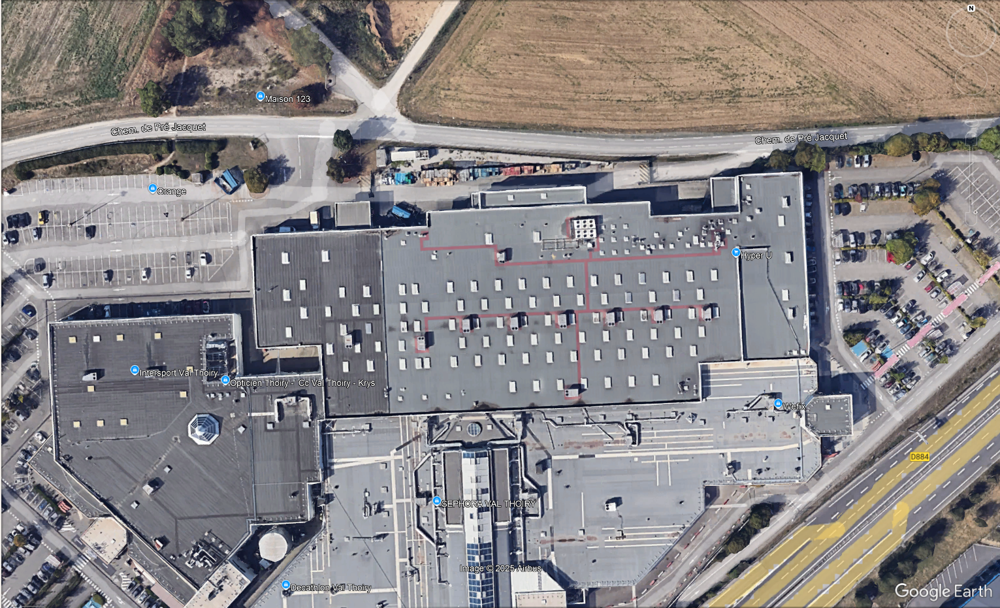 N
Maison 123
Chem. de Pré Jacquet
Chem. de Pré Jacquet
Orange
Hyper U
Intersport Val Thoiry
Opticien Thoiry - Cc Val Thoiry - Krys
Wefix
D884
SEPHORA VAL THOIRY
Image © 2025 Airbus
Decathlon Val Thoiry
Google Earth